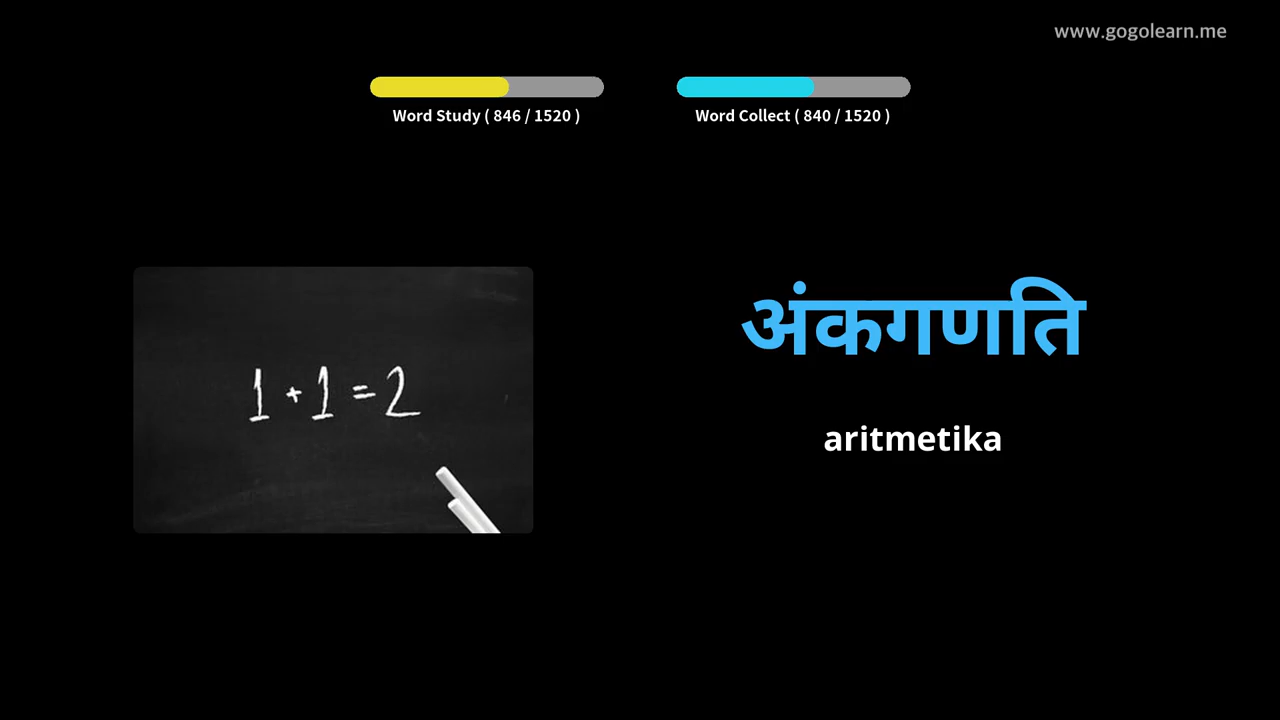 www.gogolearn.me
Word Study ( 846 / 1520 )
Word Collect ( 840 / 1520 )
1 + 1 = 2
अंकगणति
aritmetika